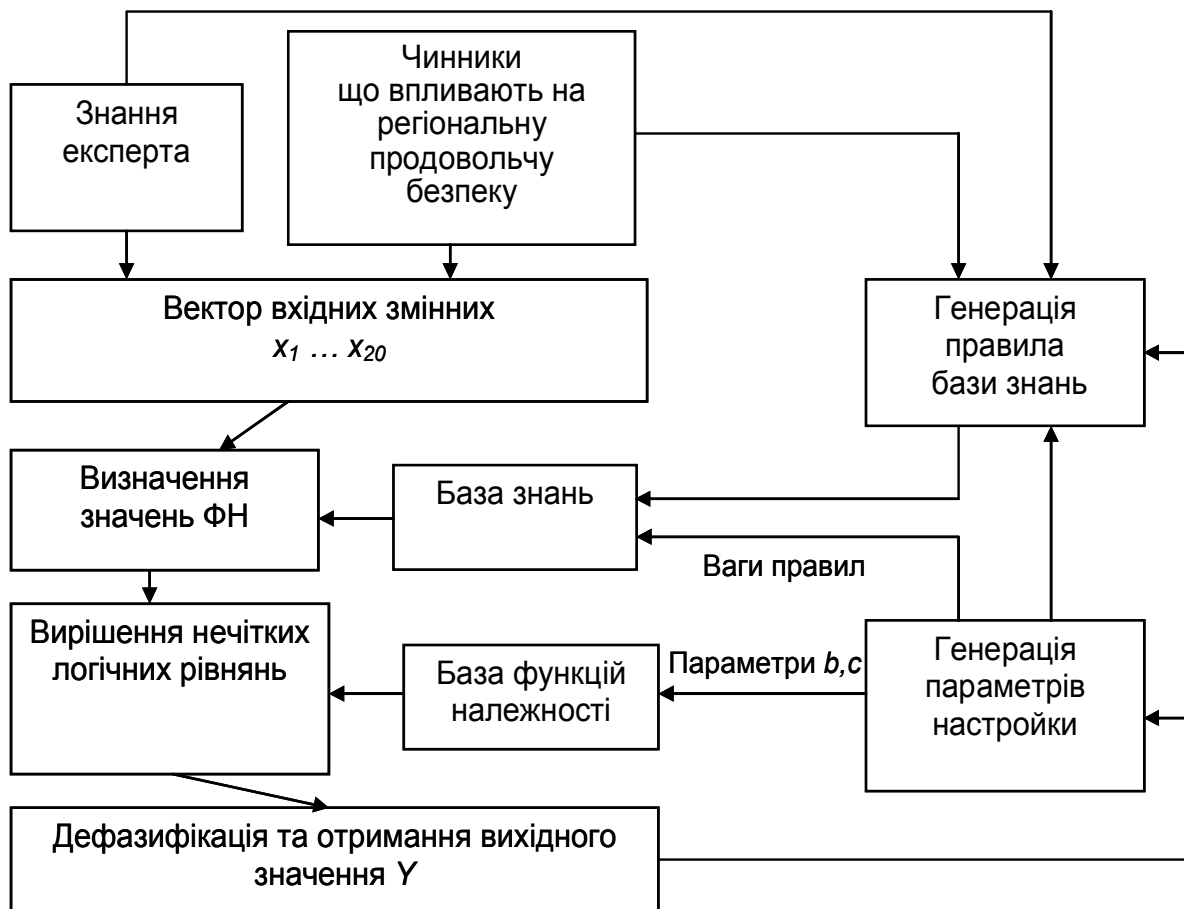 Знання
експерта
Чинники
що впливають на
регіональну
продовольчу
безпеку
Вектор вхідних змінних
x1 … x20
Генерація
правила
бази знань
Визначення
значень ФН
База знань
Ваги правил
Вирішення нечітких
логічних рівнянь
База функцій
належності
Параметри b,c
Генерація
параметрів
настройки
Дефазифікація та отримання вихідного
значення Y